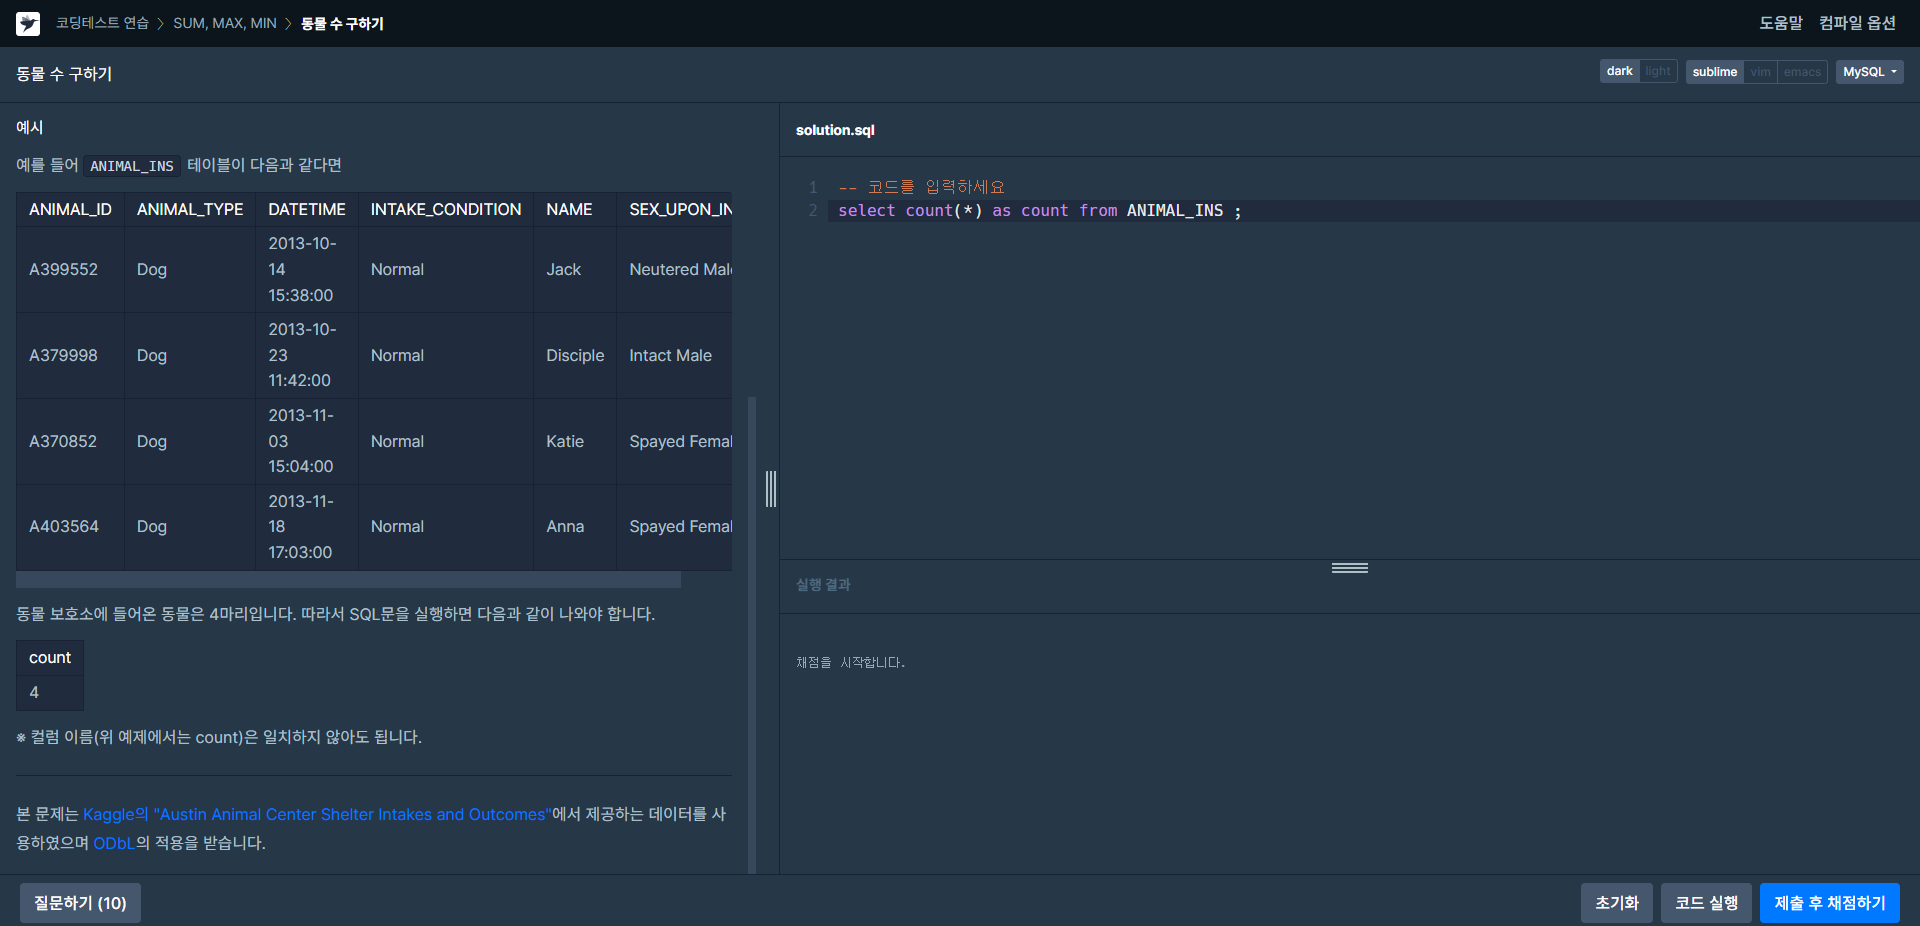 코딩테스트 연습 > SUM, MAX, MIN > 동물 수 구하기
도움말 컴파일 옵션
동물 수 구하기
dark light sublime vim emacs MySQL
예시
예를 들어 ANIMAL_INS 테이블이 다음과 같다면
ANIMAL_ID ANIMAL_TYPE DATETIME INTAKE_CONDITION NAME SEX_UPON_IN
A399552 Dog 2013-10-14 15:38:00 Normal Jack Neutered Male
A379998 Dog 2013-10-23 11:42:00 Normal Disciple Intact Male
A370852 Dog 2013-11-03 15:04:00 Normal Katie Spayed Femal
A403564 Dog 2013-11-18 17:03:00 Normal Anna Spayed Femal
동물 보호소에 들어온 동물은 4마리입니다. 따라서 SQL문을 실행하면 다음과 같이 나와야 합니다.
count
4
※ 컬럼 이름(위 예제에서는 count)은 일치하지 않아도 됩니다.
본 문제는 Kaggle의 "Austin Animal Center Shelter Intakes and Outcomes"에서 제공하는 데이터를 사
용하였으며 ODbL의 적용을 받습니다.
solution.sql
1 -- 코드를 입력하세요
2 select count(*) as count from ANIMAL_INS ;
실행 결과
채점을 시작합니다.
질문하기 (10)
초기화 코드 실행 제출 후 채점하기